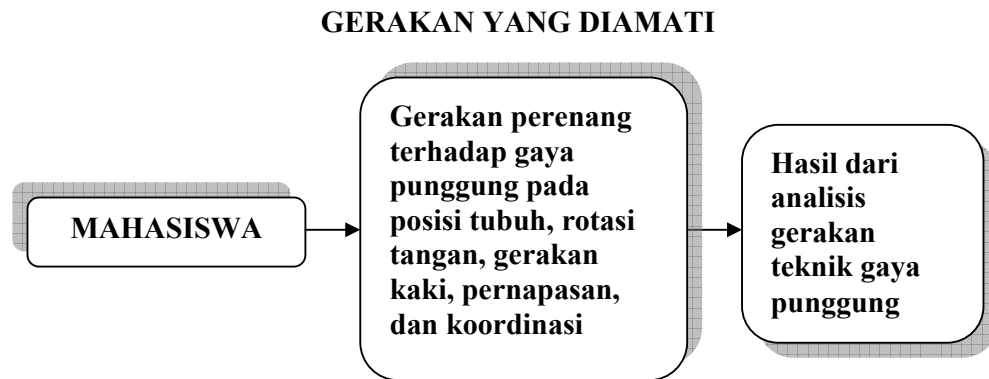 GERAKAN YANG DIAMATI
MAHASISWA
Gerakan perenang
terhadap gaya
punggung pada
posisi tubuh, rotasi
tangan, gerakan
kaki, pernapasan,
dan koordinasi
Hasil dari
analisis
gerakan
teknik gaya
punggung